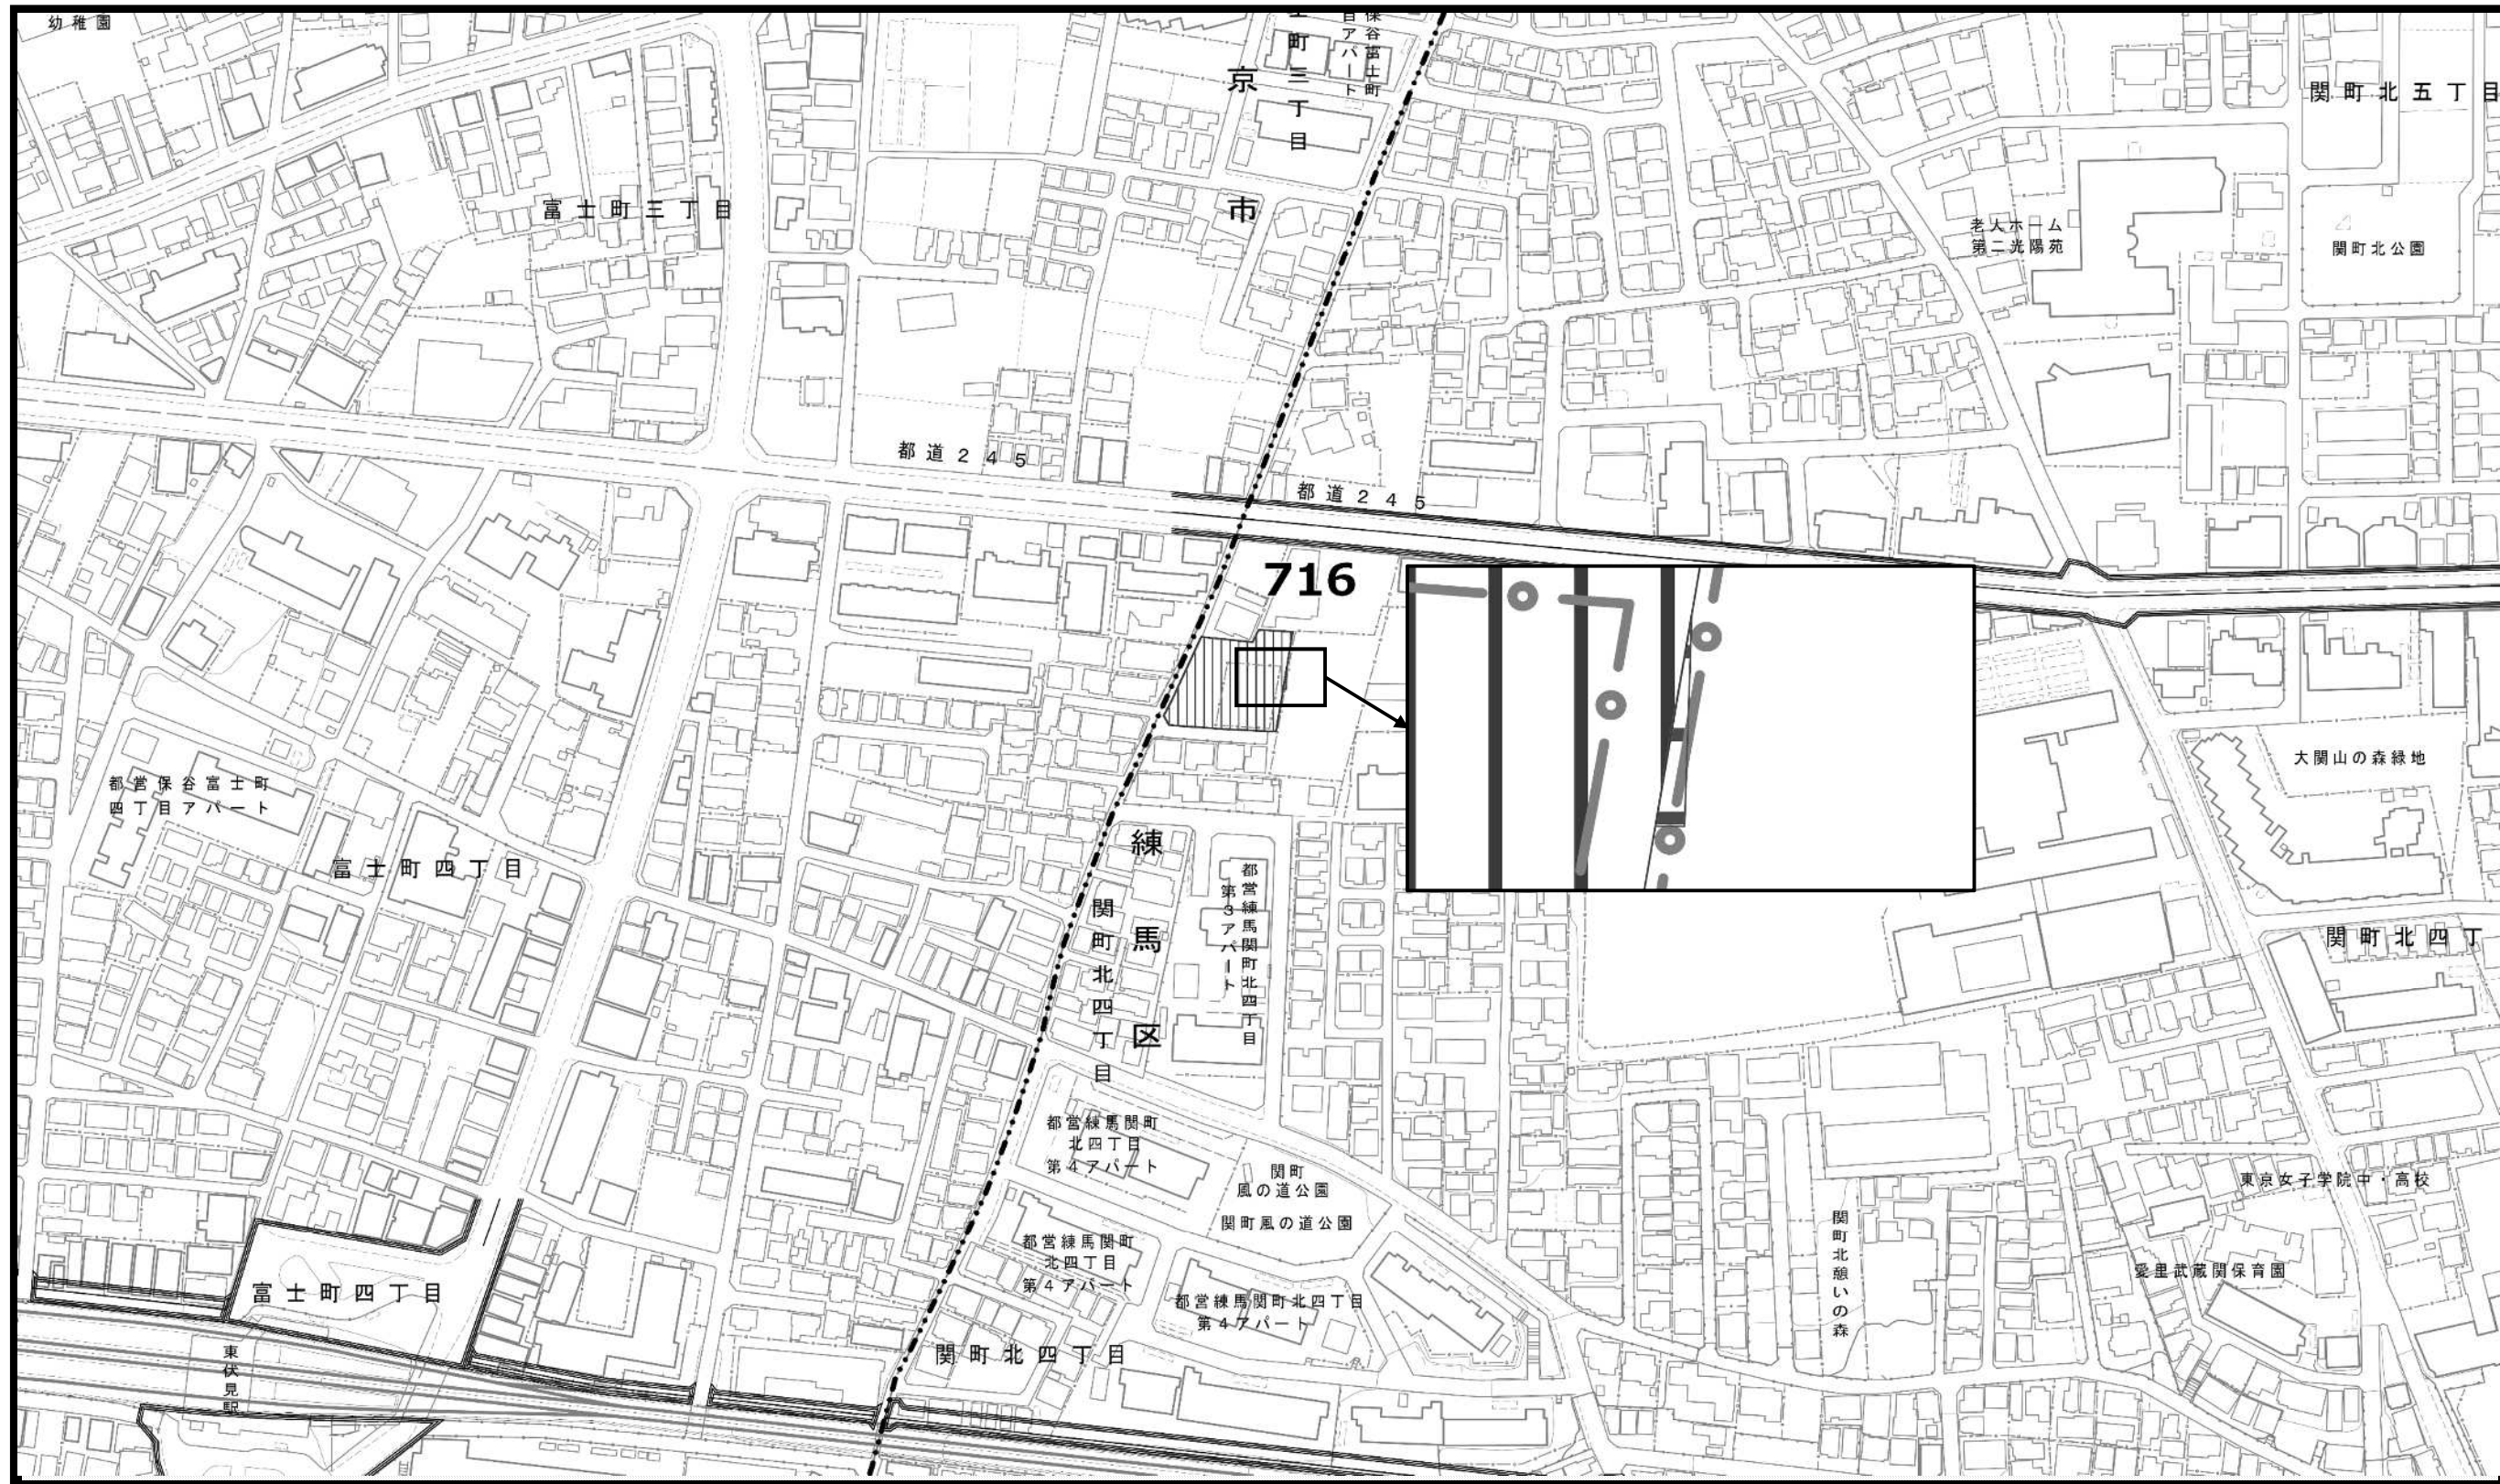 幼稚園
京
市
町三丁目
保谷富士町
目アパート
関町北五丁目
富士町三丁目
老人ホーム
第二光陽苑
関町北公園
都道245
都道245
716
大関山の森緑地
都営保谷富士町
四丁目アパート
富士町四丁目
練馬区
関町北四丁目
都営練馬関町北四丁目
第3アパート
関町北四丁
都営練馬関町
北四丁目
第4アパート
関町
風の道公園
関町風の道公園
東京女子学院中・高校
都営練馬関町
北四丁目
第4アパート
関町北憩いの森
愛里武蔵関保育園
富士町四丁目
都営練馬関町北四丁目
第4アパート
東伏見駅
関町北四丁目